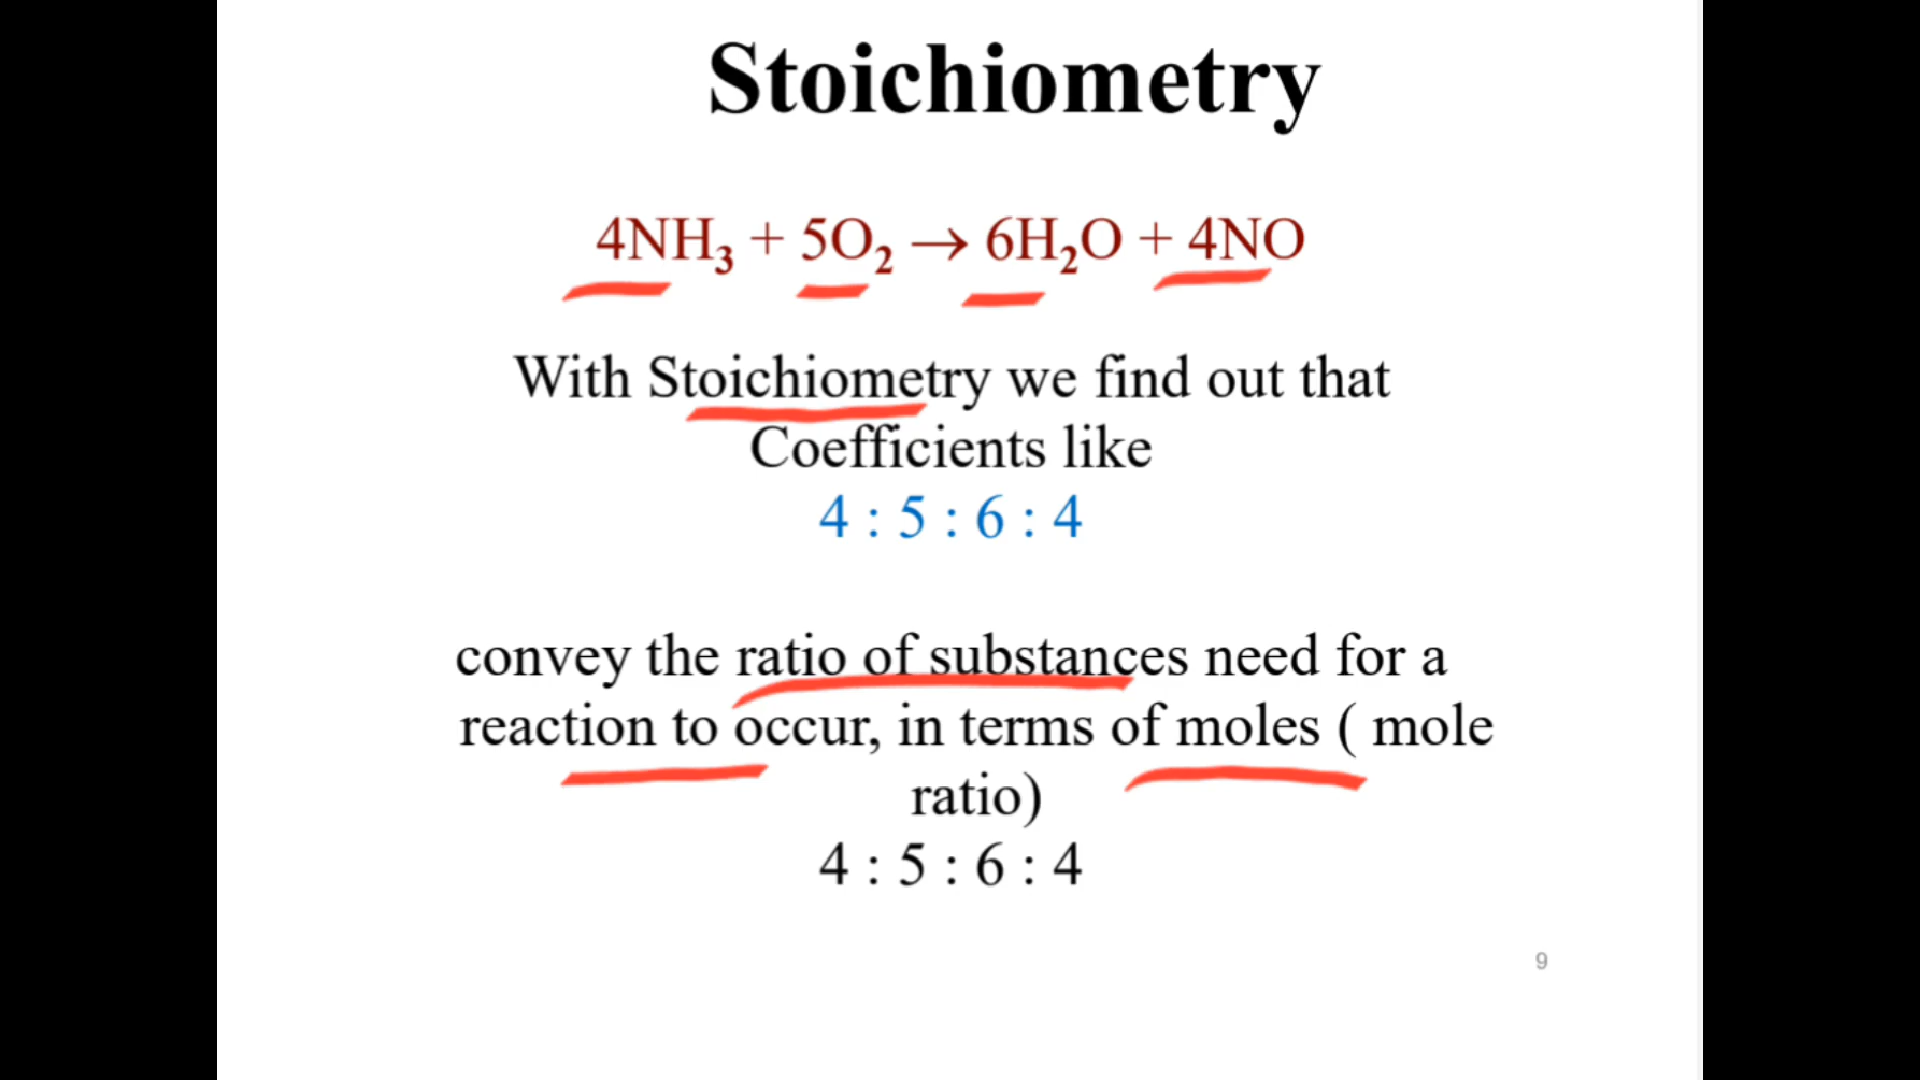 Stoichiometry
4NH₃ + 5O₂ → 6H₂O + 4NO
With Stoichiometry we find out that
Coefficients like
4 : 5 : 6 : 4
convey the ratio of substances need for a
reaction to occur, in terms of moles ( mole
ratio)
4 : 5 : 6 : 4
9